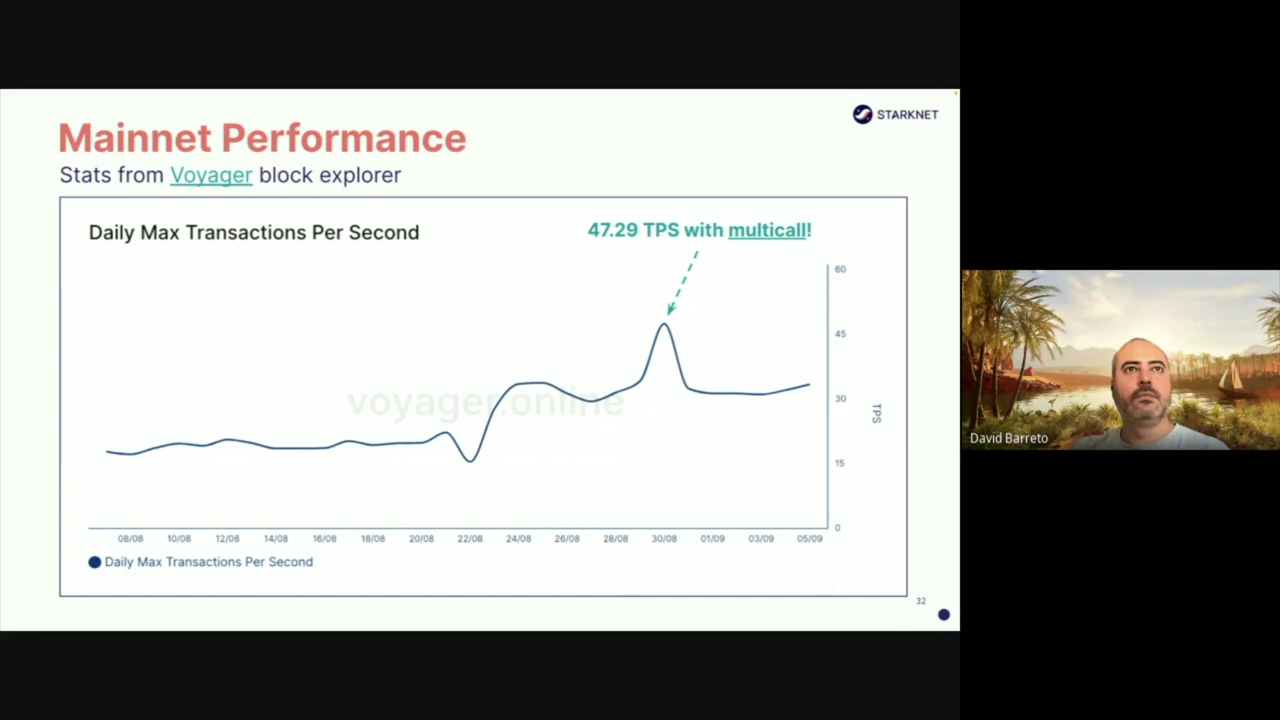 STARKNET
Mainnet Performance
Stats from Voyager block explorer
Daily Max Transactions Per Second
47.29 TPS with multicall!
60
45
30
15
0
TPS
voyager.online
08/08 10/08 12/08 14/08 16/08 18/08 20/08 22/08 24/08 26/08 28/08 30/08 01/09 03/09 05/09
Daily Max Transactions Per Second
32
David Barreto